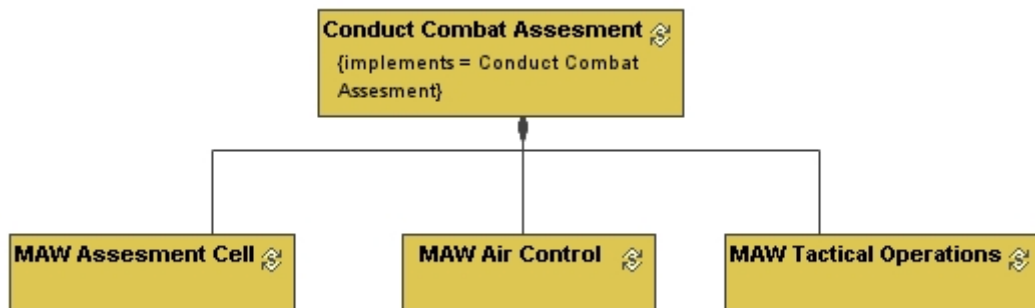 Conduct Combat Assesment
{implements = Conduct Combat
Assesment}
MAW Assesment Cell
MAW Air Control
MAW Tactical Operations